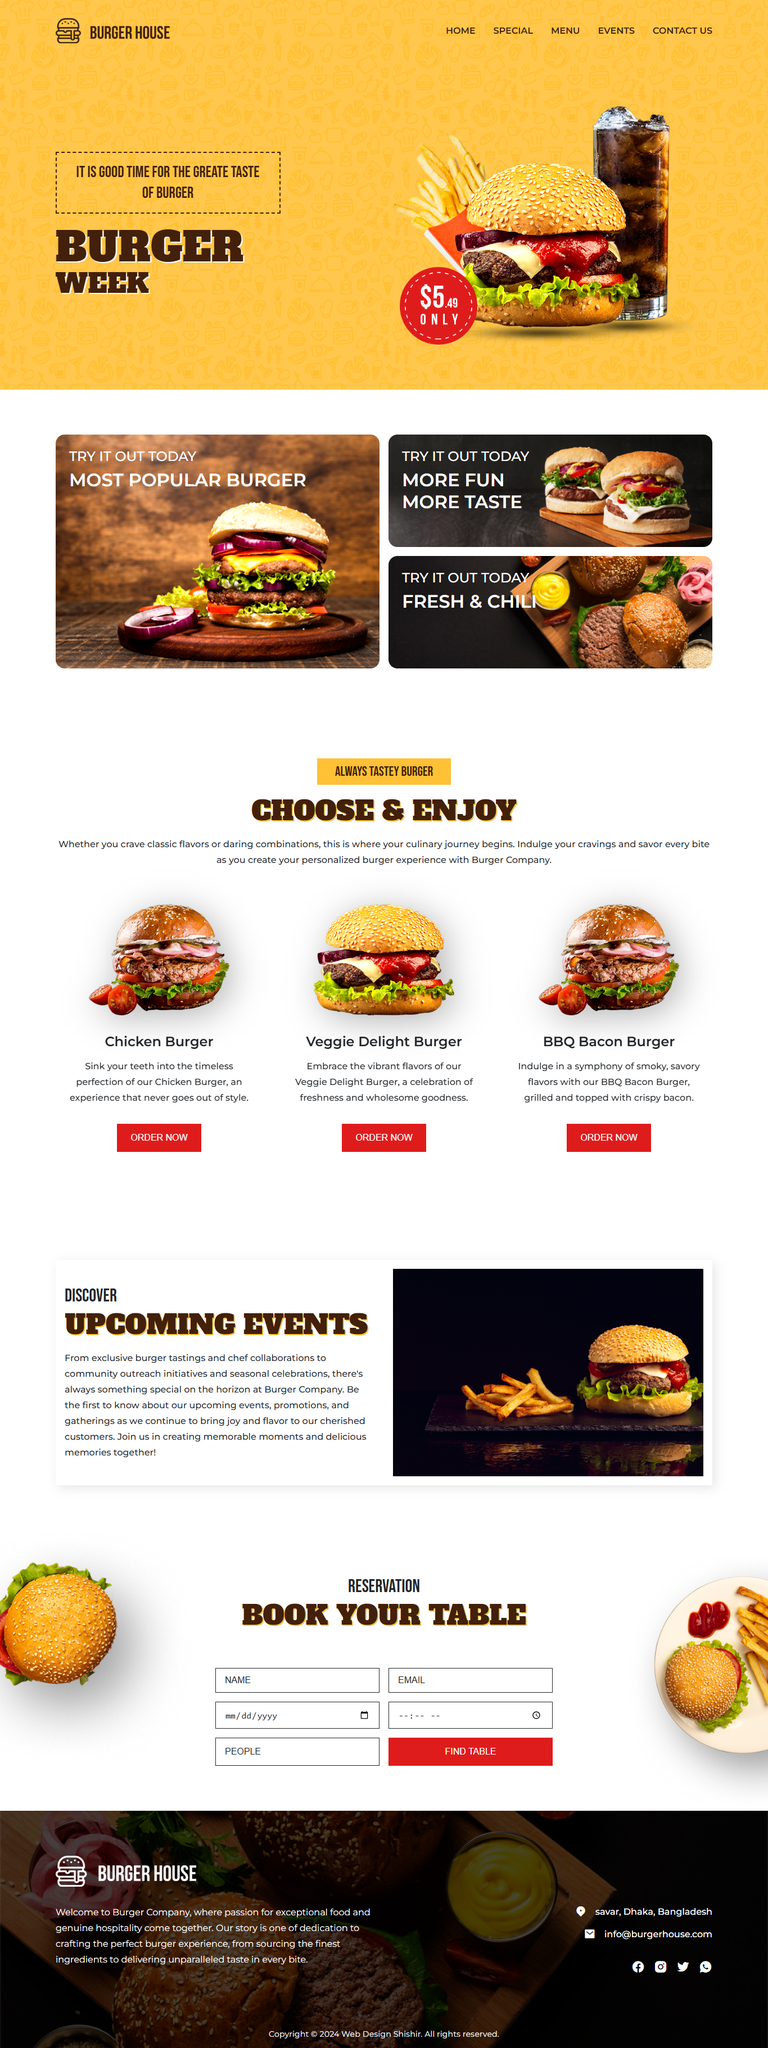 BURGER HOUSE
HOME SPECIAL MENU EVENTS CONTACT US
IT IS GOOD TIME FOR THE GREATE TASTE
OF BURGER
BURGER
WEEK
$5.49
ONLY
TRY IT OUT TODAY
MOST POPULAR BURGER
TRY IT OUT TODAY
MORE FUN
MORE TASTE
TRY IT OUT TODAY
FRESH & CHILI
ALWAYS TASTEY BURGER
CHOOSE & ENJOY
Whether you crave classic flavors or daring combinations, this is where your culinary journey begins. Indulge your cravings and savor every bite
as you create your personalized burger experience with Burger Company.
Chicken Burger
Sink your teeth into the timeless
perfection of our Chicken Burger, an
experience that never goes out of style.
ORDER NOW
Veggie Delight Burger
Embrace the vibrant flavors of our
Veggie Delight Burger, a celebration of
freshness and wholesome goodness.
ORDER NOW
BBQ Bacon Burger
Indulge in a symphony of smoky, savory
flavors with our BBQ Bacon Burger,
grilled and topped with crispy bacon.
ORDER NOW
DISCOVER
UPCOMING EVENTS
From exclusive burger tastings and chef collaborations to
community outreach initiatives and seasonal celebrations, there's
always something special on the horizon at Burger Company. Be
the first to know about our upcoming events, promotions, and
gatherings as we continue to bring joy and flavor to our cherished
customers. Join us in creating memorable moments and delicious
memories together!
RESERVATION
BOOK YOUR TABLE
NAME
EMAIL
mm/dd/yyyy
--:-- --
PEOPLE
FIND TABLE
BURGER HOUSE
Welcome to Burger Company, where passion for exceptional food and
genuine hospitality come together. Our story is one of dedication to
crafting the perfect burger experience, from sourcing the finest
ingredients to delivering unparalleled taste in every bite.
savar, Dhaka, Bangladesh
info@burgerhouse.com
Copyright © 2024 Web Design Shishir. All rights reserved.